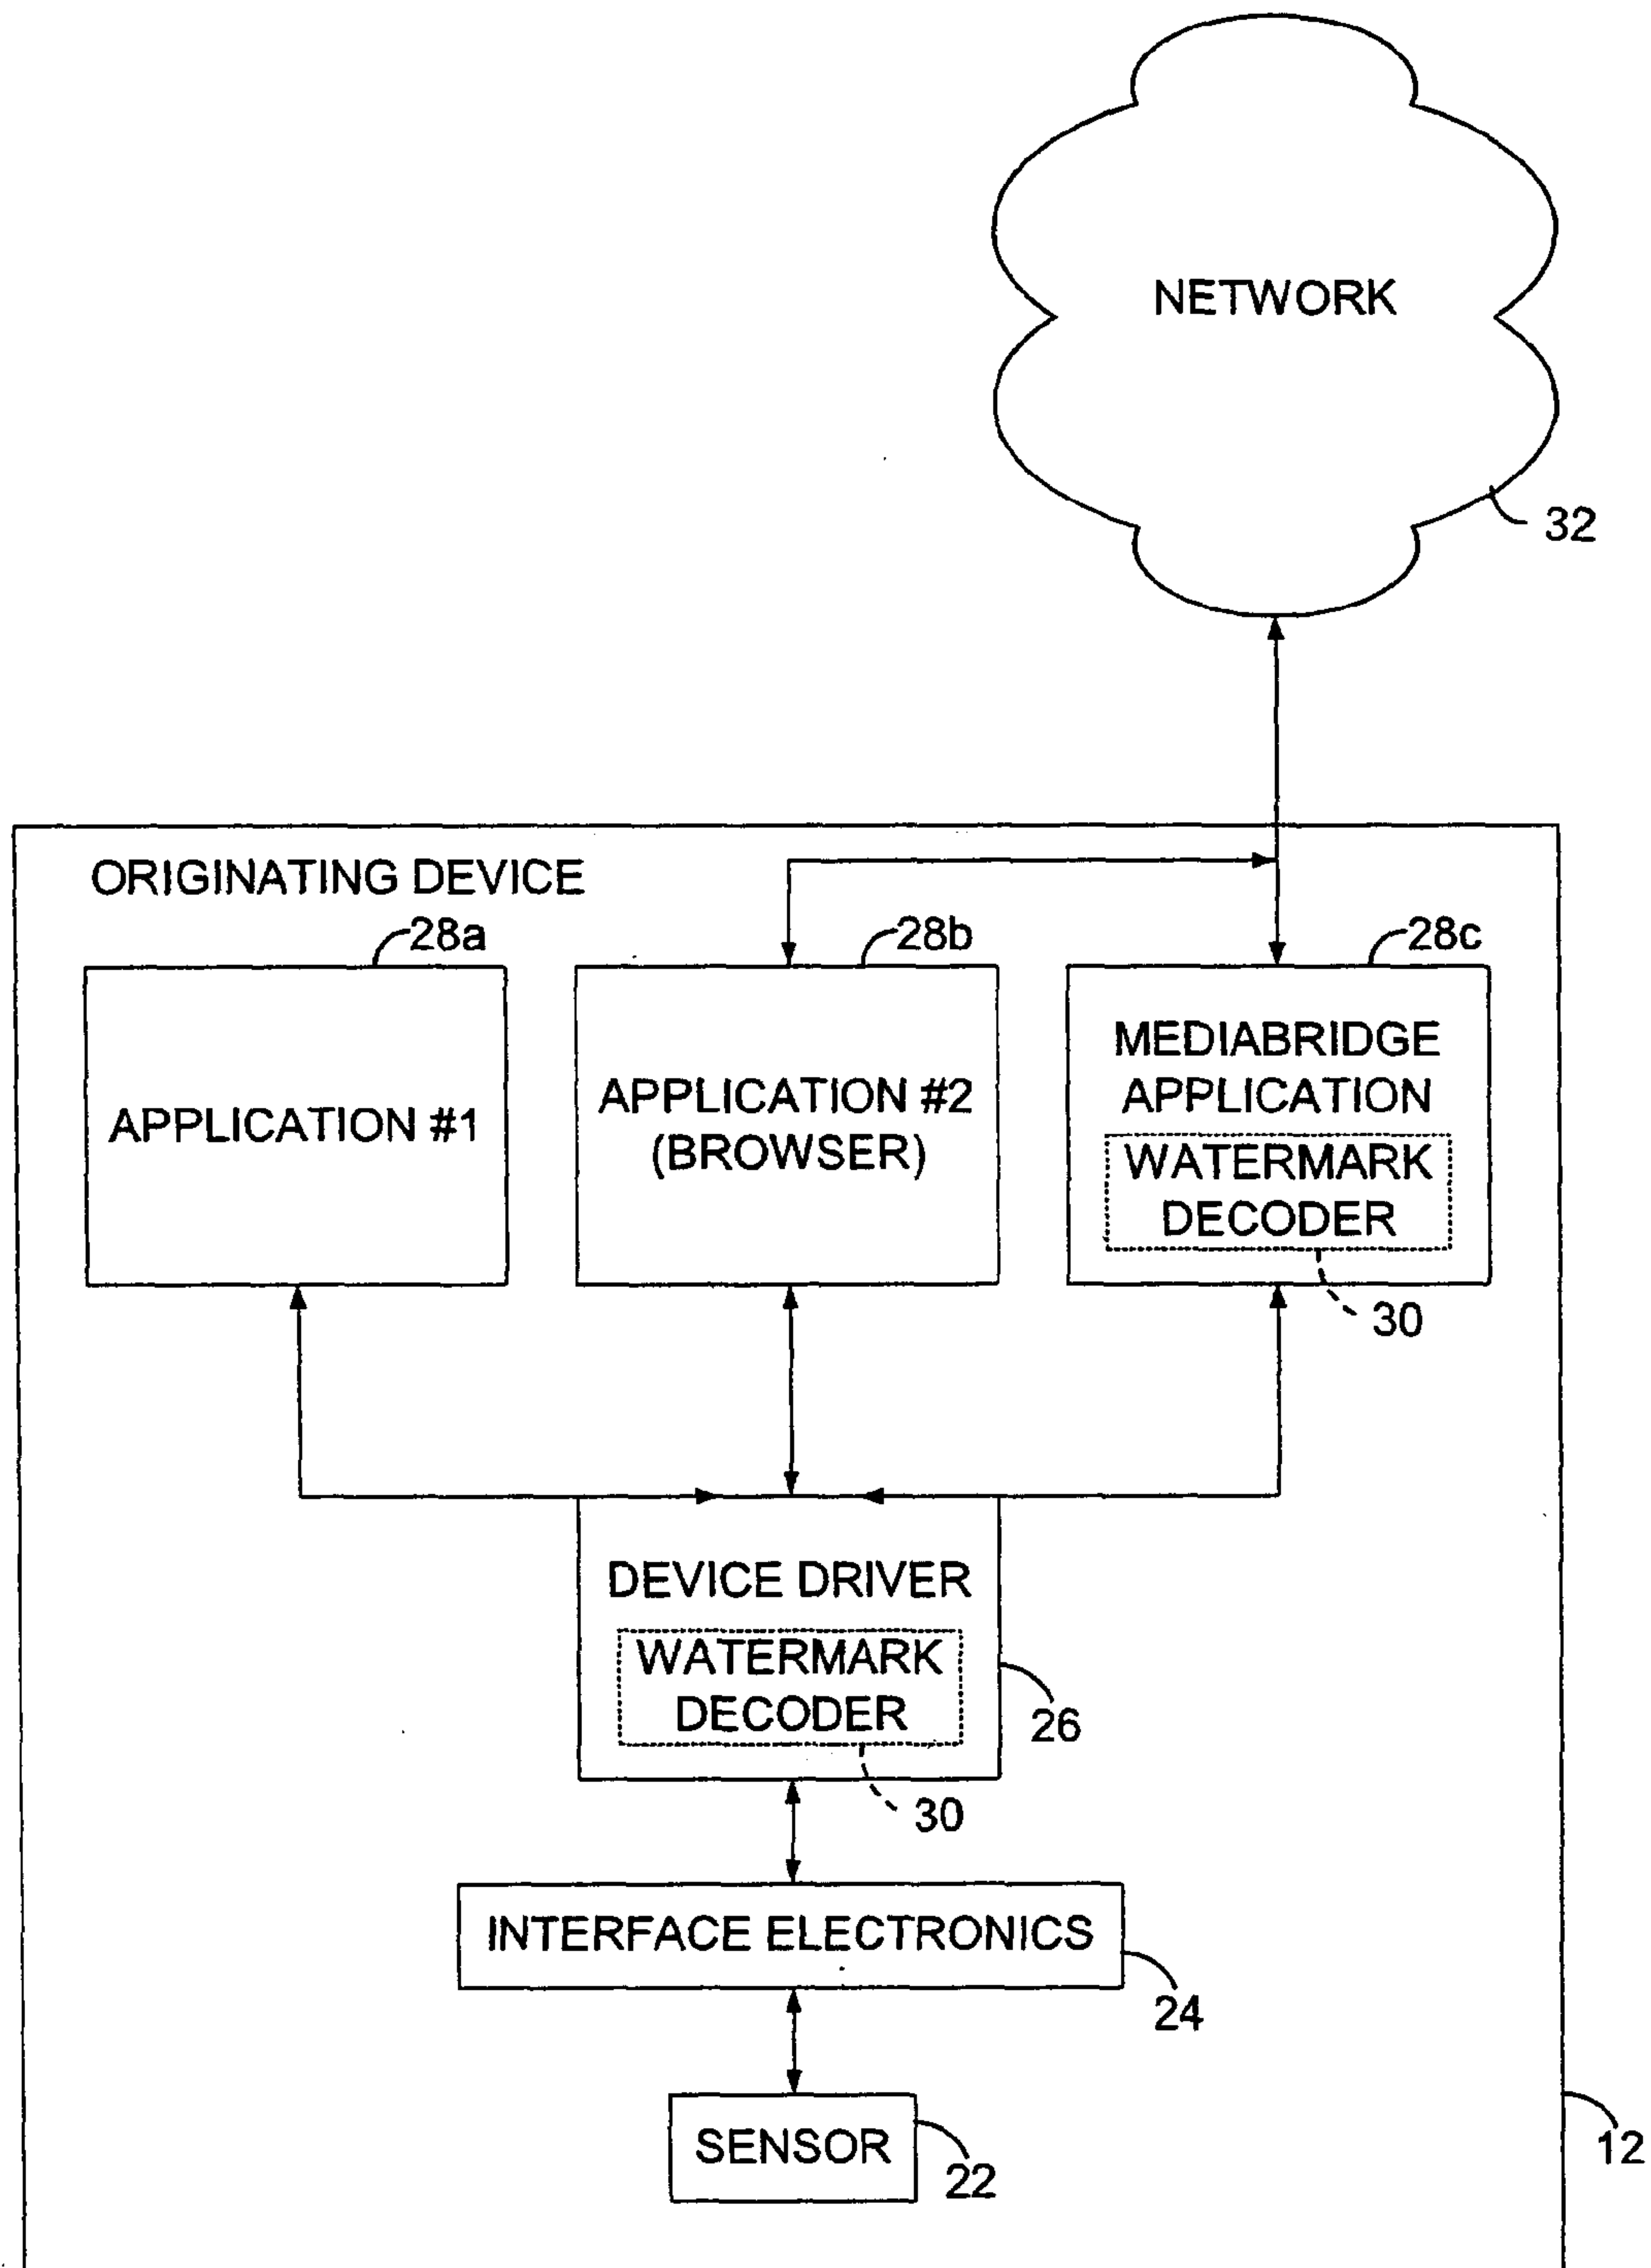 NETWORK
32
ORIGINATING DEVICE
28a
28b
28c
APPLICATION #1
APPLICATION #2
(BROWSER)
MEDIABRIDGE
APPLICATION
WATERMARK
DECODER
30
DEVICE DRIVER
WATERMARK
DECODER
26
30
INTERFACE ELECTRONICS
24
SENSOR
22
12